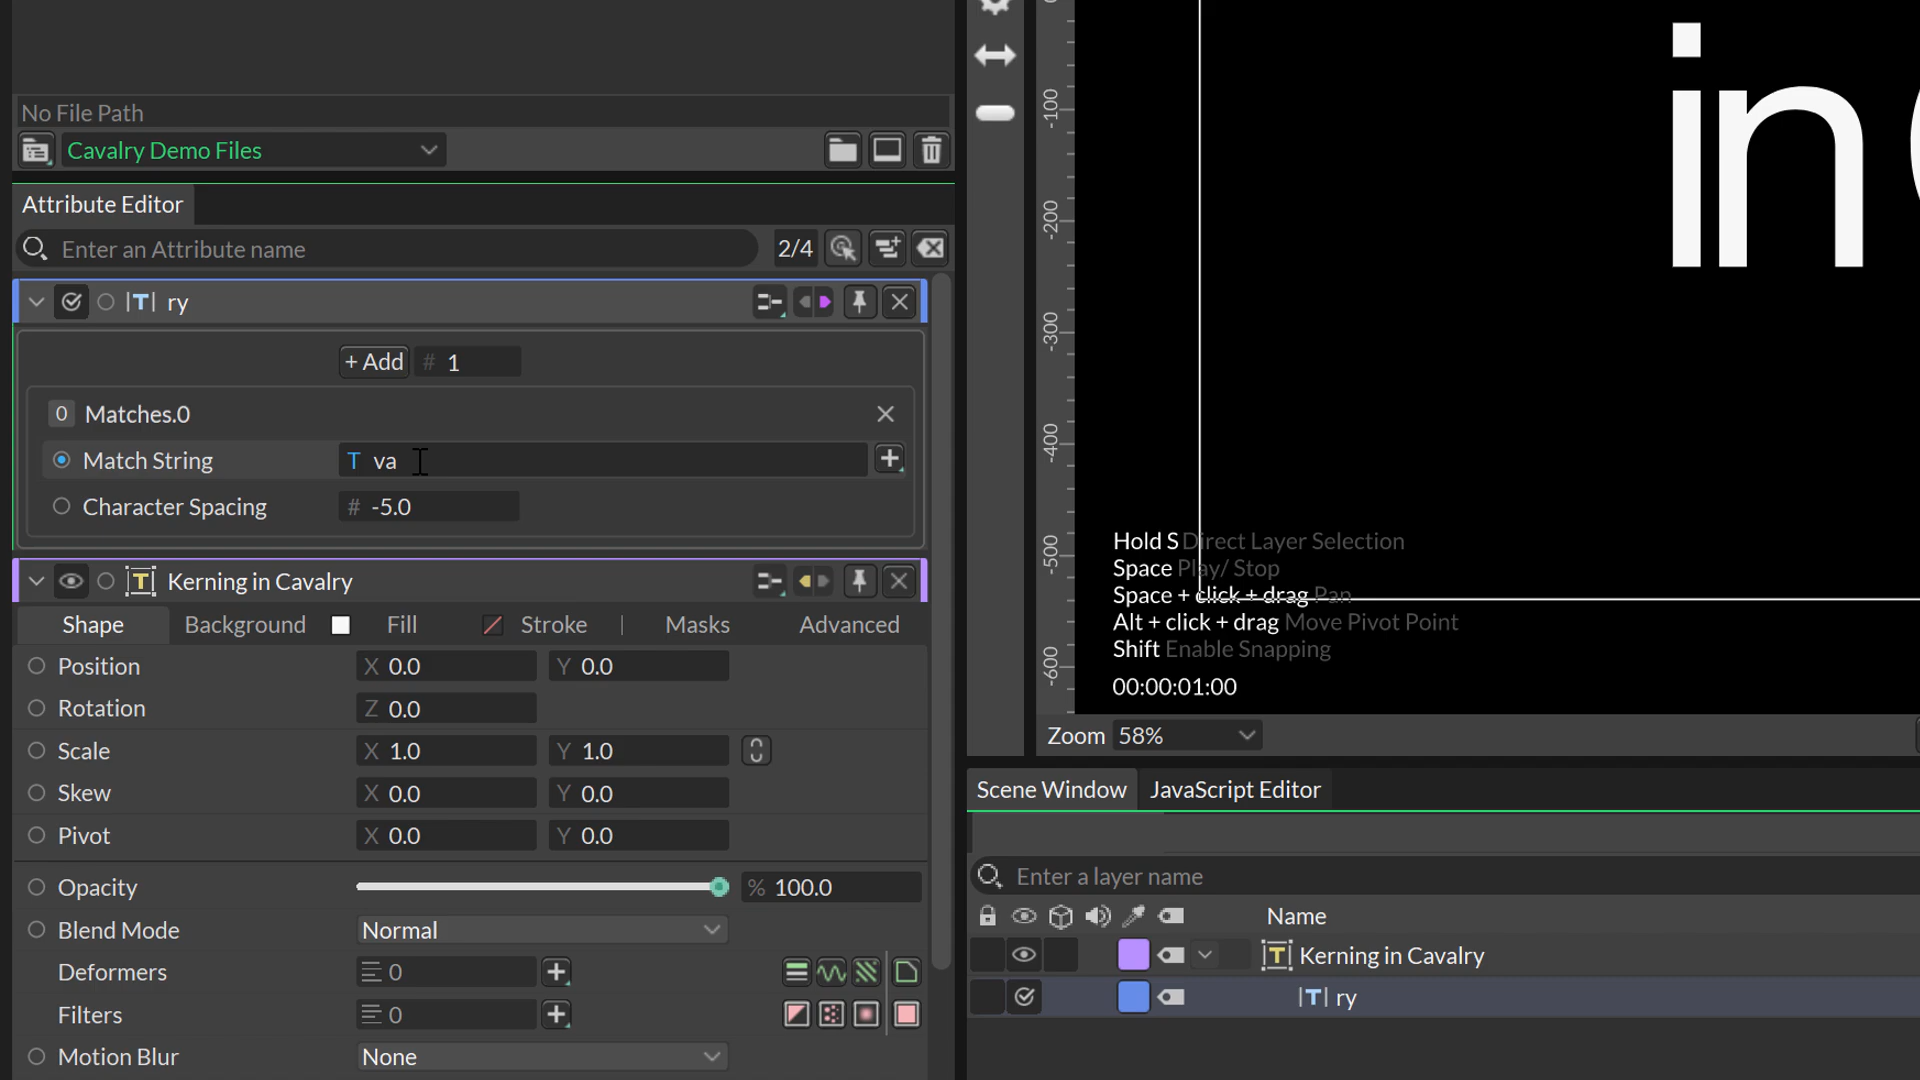 No File Path
Cavalry Demo Files
Attribute Editor
Enter an Attribute name
2/4
|T| ry
+ Add # 1
0 Matches.0
Match String T va
Character Spacing # -5.0
T Kerning in Cavalry
Shape Background Fill Stroke | Masks Advanced
Position X 0.0 Y 0.0
Rotation Z 0.0
Scale X 1.0 Y 1.0
Skew X 0.0 Y 0.0
Pivot X 0.0 Y 0.0
Opacity % 100.0
Blend Mode Normal
Deformers 0
Filters 0
Motion Blur None
-100
-200
-300
-400
-500
-600
in
Hold S Direct Layer Selection
Space Play/ Stop
Space + click + drag Pan
Alt + click + drag Move Pivot Point
Shift Enable Snapping
00:00:01:00
Zoom 58%
Scene Window JavaScript Editor
Enter a layer name
Name
T Kerning in Cavalry
|T| ry